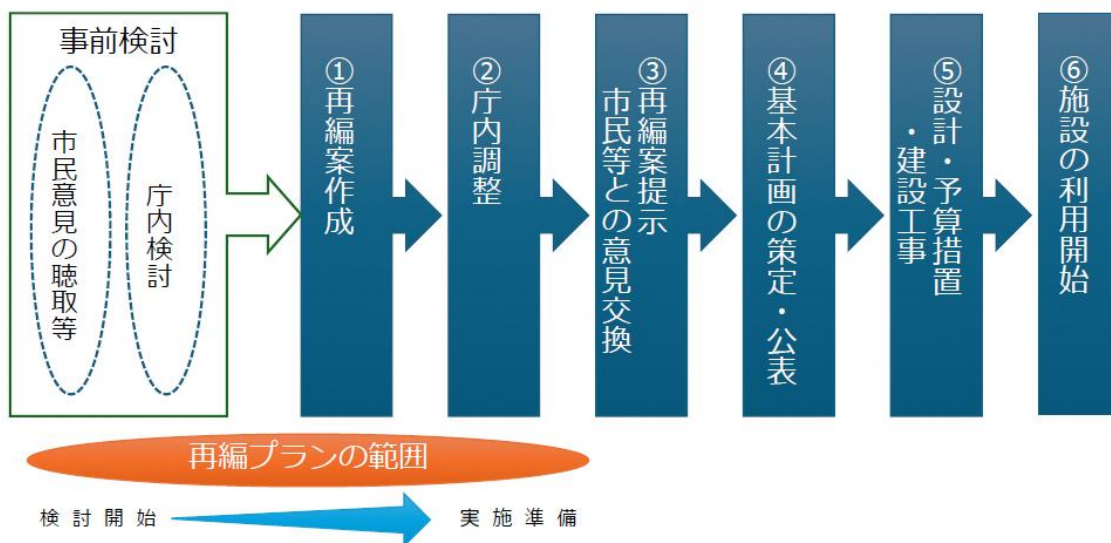 事前検討
市民意見の聴取等
庁内検討
①再編案作成
②庁内調整
③再編案提示
市民等との意見交換
④基本計画の策定・公表
⑤設計・予算措置
・建設工事
⑥施設の利用開始
再編プランの範囲
検討開始
実施準備